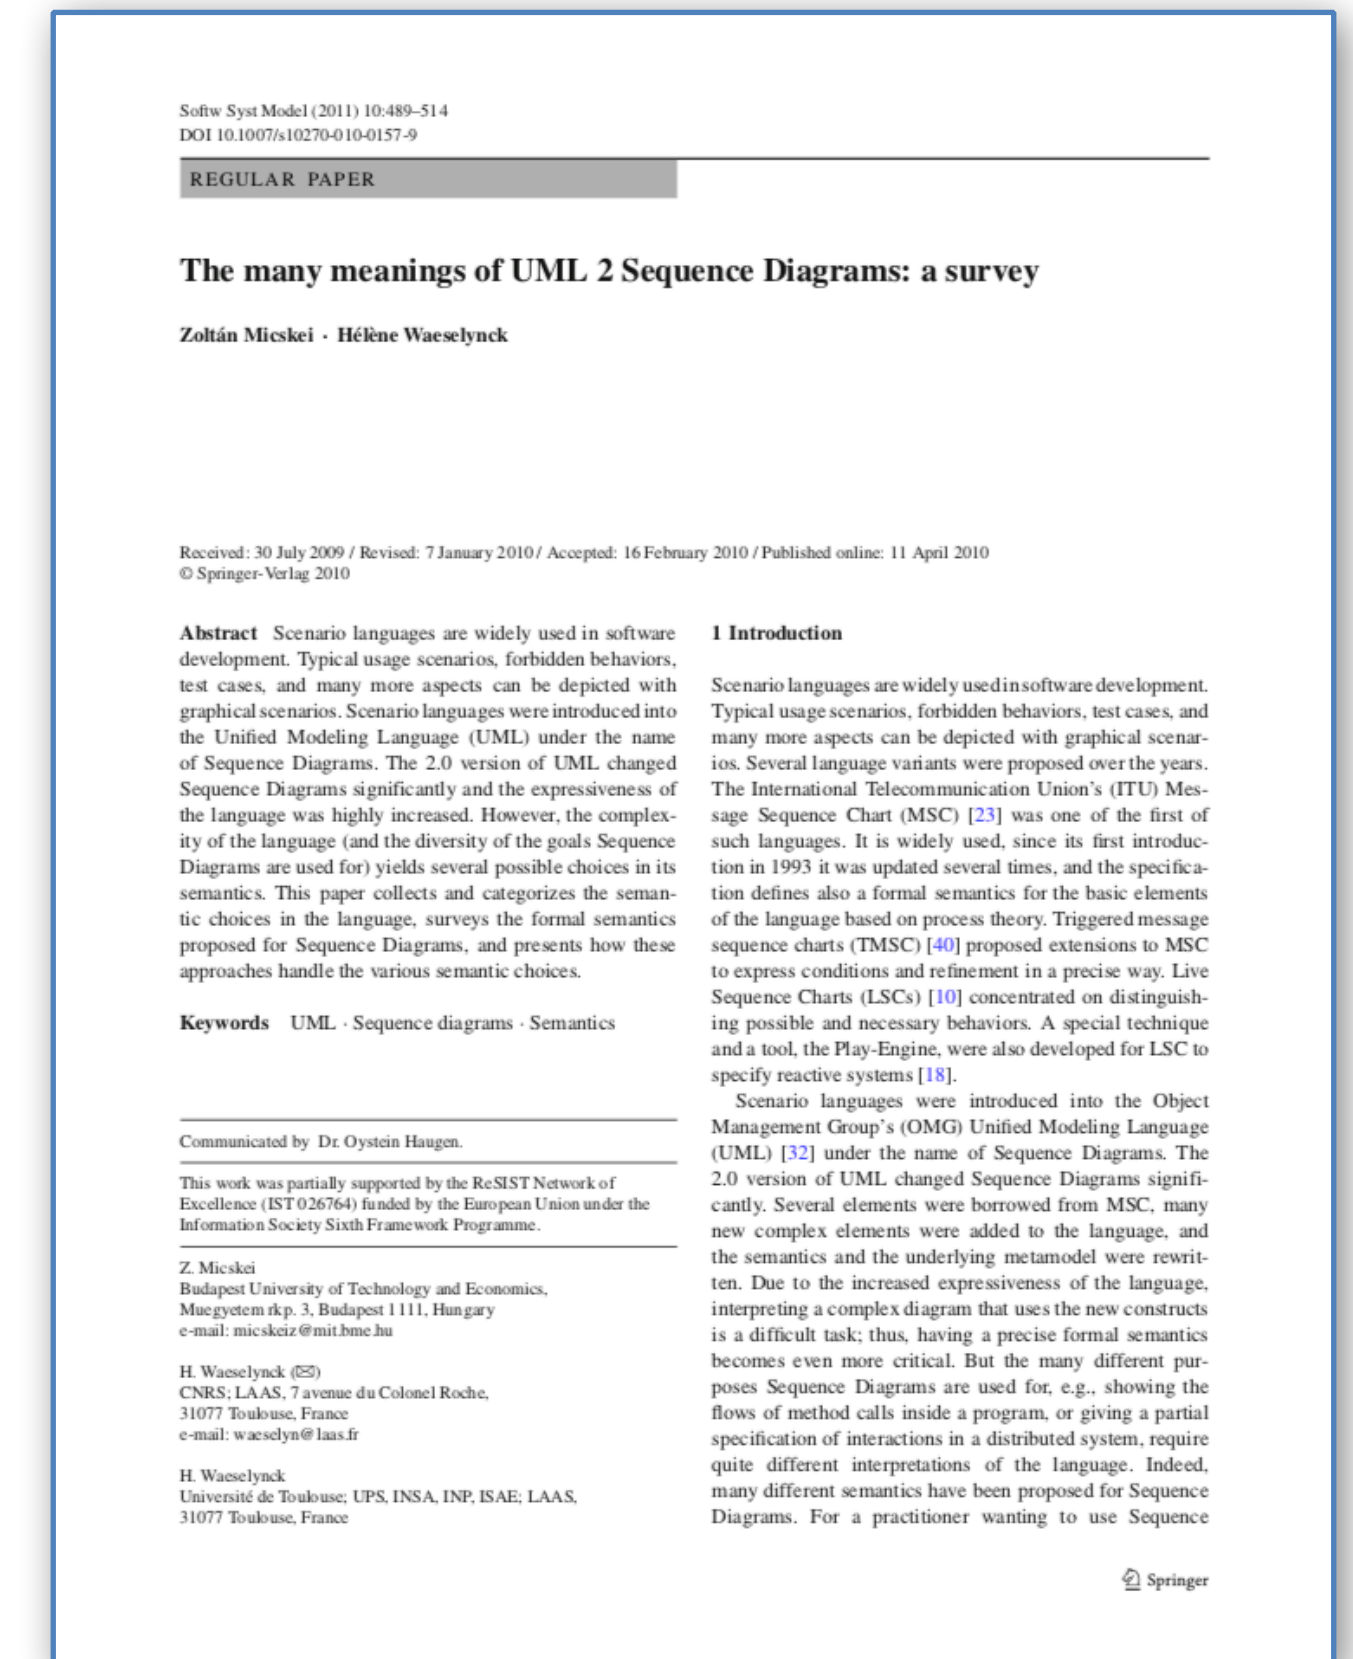 Softw Syst Model (2011) 10:489–514
DOI 10.1007/s10270-010-0157-9
REGULAR PAPER
The many meanings of UML 2 Sequence Diagrams: a survey
Zoltán Micskei · Hélène Waeselynck
Received: 30 July 2009 / Revised: 7 January 2010 / Accepted: 16 February 2010 / Published online: 11 April 2010
© Springer-Verlag 2010
Abstract Scenario languages are widely used in software
development. Typical usage scenarios, forbidden behaviors,
test cases, and many more aspects can be depicted with
graphical scenarios. Scenario languages were introduced into
the Unified Modeling Language (UML) under the name
of Sequence Diagrams. The 2.0 version of UML changed
Sequence Diagrams significantly and the expressiveness of
the language was highly increased. However, the complex-
ity of the language (and the diversity of the goals Sequence
Diagrams are used for) yields several possible choices in its
semantics. This paper collects and categorizes the seman-
tic choices in the language, surveys the formal semantics
proposed for Sequence Diagrams, and presents how these
approaches handle the various semantic choices.
Keywords UML · Sequence diagrams · Semantics
Communicated by Dr. Oystein Haugen.
This work was partially supported by the ReSIST Network of
Excellence (IST 026764) funded by the European Union under the
Information Society Sixth Framework Programme.
Z. Micskei
Budapest University of Technology and Economics,
Muegyetem rkp. 3, Budapest 1111, Hungary
e-mail: micskeiz@mit.bme.hu
H. Waeselynck (✉)
CNRS; LAAS, 7 avenue du Colonel Roche,
31077 Toulouse, France
e-mail: waeselyn@laas.fr
H. Waeselynck
Université de Toulouse; UPS, INSA, INP, ISAE; LAAS,
31077 Toulouse, France
1 Introduction
Scenario languages are widely used in software development.
Typical usage scenarios, forbidden behaviors, test cases, and
many more aspects can be depicted with graphical scenar-
ios. Several language variants were proposed over the years.
The International Telecommunication Union's (ITU) Mes-
sage Sequence Chart (MSC) [23] was one of the first of
such languages. It is widely used, since its first introduc-
tion in 1993 it was updated several times, and the specifica-
tion defines also a formal semantics for the basic elements
of the language based on process theory. Triggered message
sequence charts (TMSC) [40] proposed extensions to MSC
to express conditions and refinement in a precise way. Live
Sequence Charts (LSCs) [10] concentrated on distinguish-
ing possible and necessary behaviors. A special technique
and a tool, the Play-Engine, were also developed for LSC to
specify reactive systems [18].
Scenario languages were introduced into the Object
Management Group's (OMG) Unified Modeling Language
(UML) [32] under the name of Sequence Diagrams. The
2.0 version of UML changed Sequence Diagrams signifi-
cantly. Several elements were borrowed from MSC, many
new complex elements were added to the language, and
the semantics and the underlying metamodel were rewrit-
ten. Due to the increased expressiveness of the language,
interpreting a complex diagram that uses the new constructs
is a difficult task; thus, having a precise formal semantics
becomes even more critical. But the many different pur-
poses Sequence Diagrams are used for, e.g., showing the
flows of method calls inside a program, or giving a partial
specification of interactions in a distributed system, require
quite different interpretations of the language. Indeed,
many different semantics have been proposed for Sequence
Diagrams. For a practitioner wanting to use Sequence
Springer